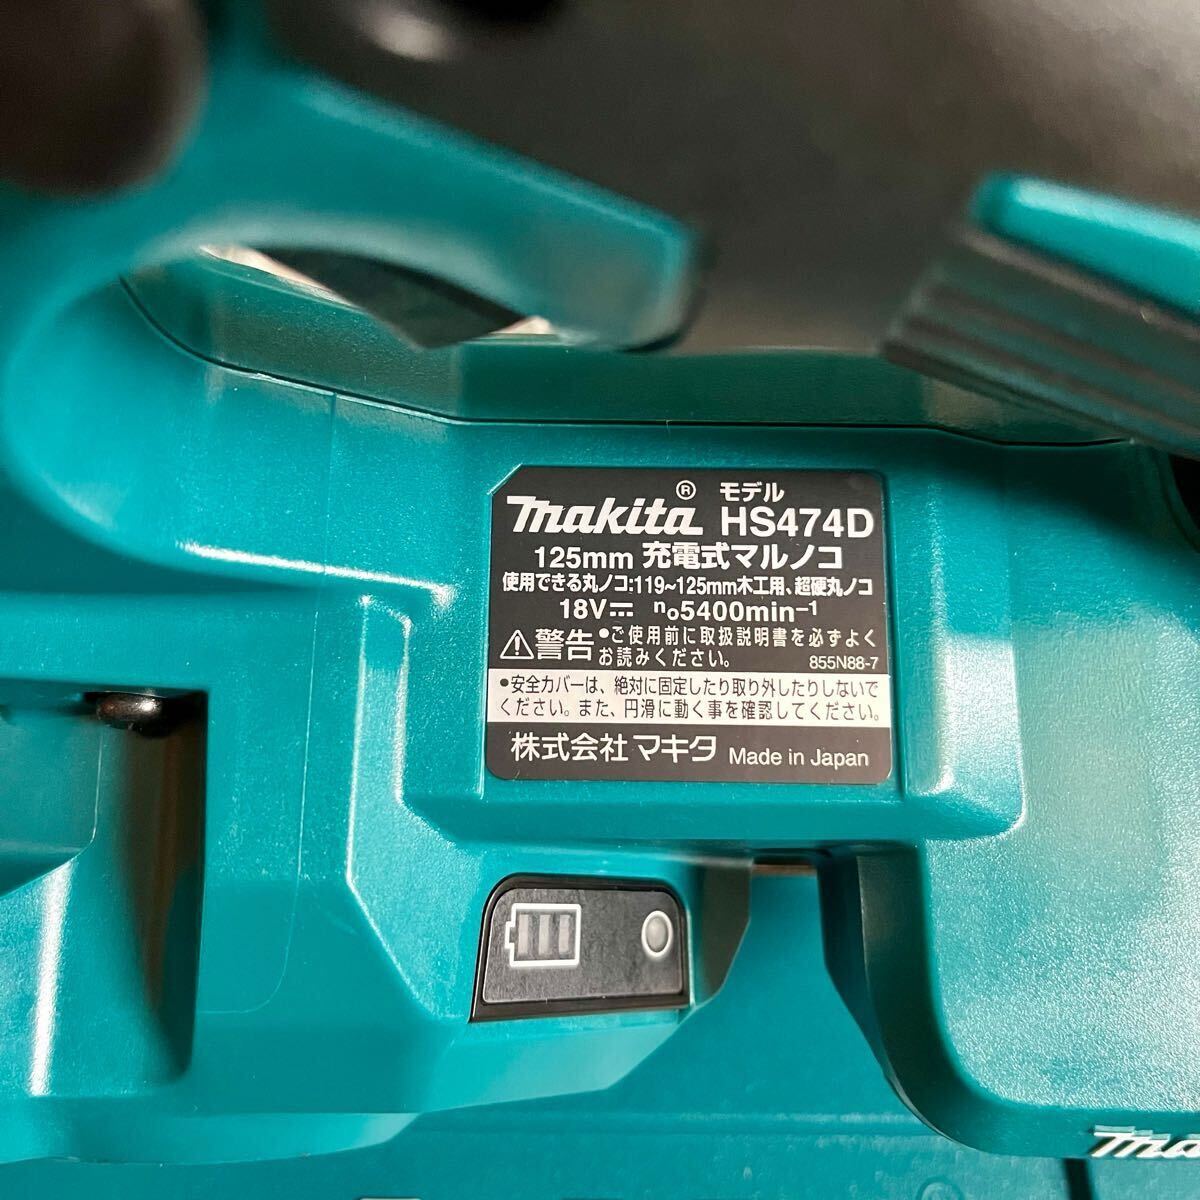 makita® モデル HS474D
125mm 充電式マルノコ
使用できる丸ノコ:119~125mm木工用、超硬丸ノコ
18V⎓ n₀5400min⁻¹
⚠警告 •ご使用前に取扱説明書を必ずよく
お読みください。 855N88-7
•安全カバーは、絶対に固定したり取り外したりしないで
ください。また、円滑に動く事を確認してください。
株式会社マキタ Made in Japan